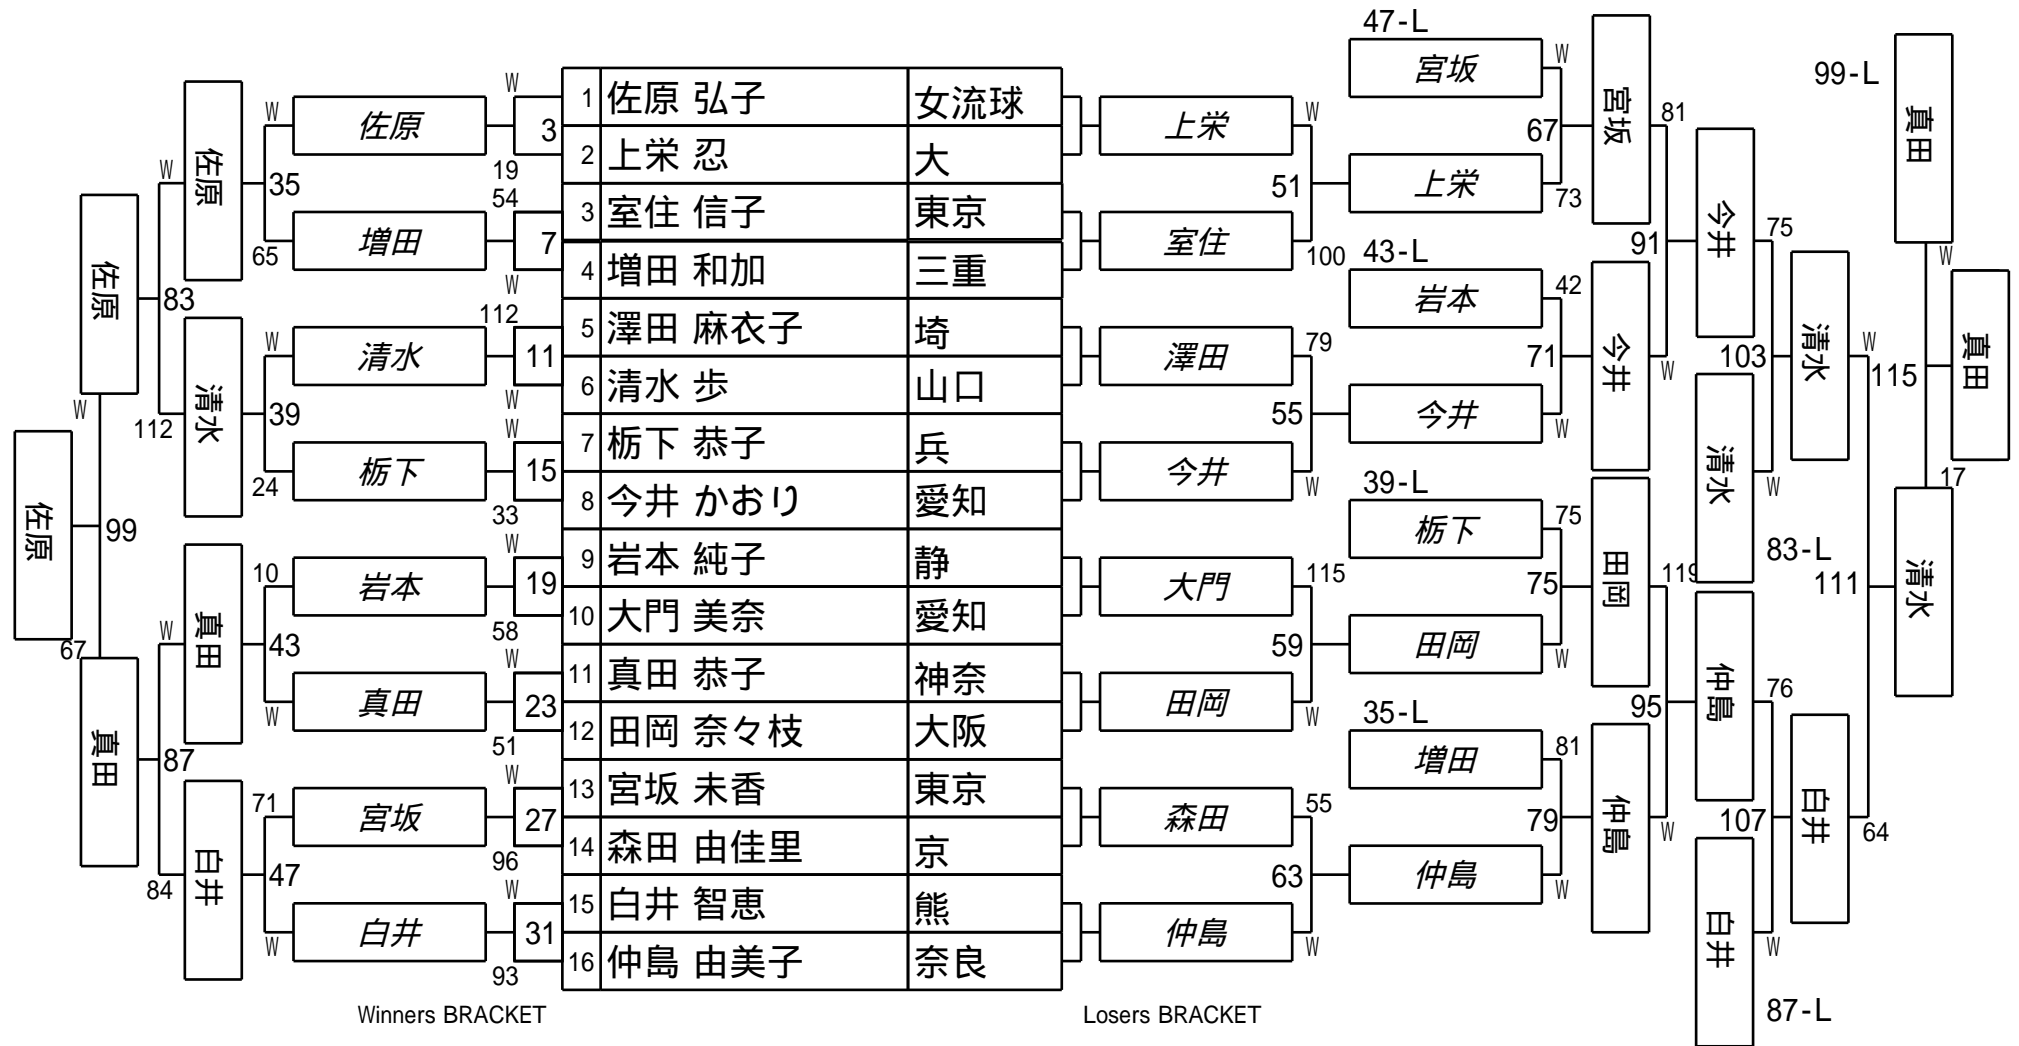 47-L
99-L
W 佐原 W 佐原 W 3 1 佐原 弘子 女流球 上栄 W 宮坂 W 宮坂 81 真田
W 35 19 2 上栄 忍 大 51 上栄 67 73 今井 75
佐原 65 増田 54 7 3 室住 信子 東京 室住 100 43-L 91 W
83 W 4 増田 和加 三重 岩本 42 今井 清水 W 真田
W 清水 W 清水 112 11 5 澤田 麻衣子 埼 澤田 79 71 W 103 115
112 39 W 6 清水 歩 山口 55 今井 W 清水 W
佐原 99 24 栃下 W 15 7 栃下 恭子 兵 今井 W 39-L 17
33 8 今井 かおり 愛知 栃下 75 田岡 119 83-L 清水
10 岩本 W 19 9 岩本 純子 静 大門 115 75 111
67 W 真田 43 58 10 大門 美奈 愛知 59 田岡 W 仲島 76
真田 87 W 真田 W 23 11 真田 恭子 神奈 田岡 W 35-L 95
51 12 田岡 奈々枝 大阪 増田 81 仲島 W 白井 64
71 宮坂 W 27 13 宮坂 未香 東京 森田 55 79 107
84 白井 47 96 14 森田 由佳里 京 63 仲島 W 白井 W
W 白井 W 31 15 白井 智恵 熊 仲島 W
93 16 仲島 由美子 奈良
Winners BRACKET
Losers BRACKET
87-L